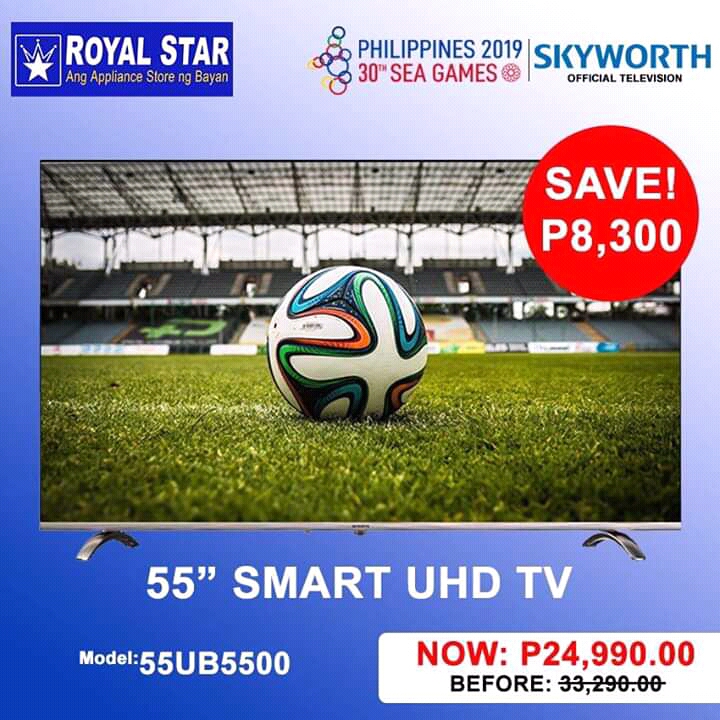 ROYAL STAR
Ang Appliance Store ng Bayan
PHILIPPINES 2019
30TH SEA GAMES
SKYWORTH
OFFICIAL TELEVISION
SAVE!
P8,300
55” SMART UHD TV
Model:55UB5500
NOW: P24,990.00
BEFORE: 33,290.00